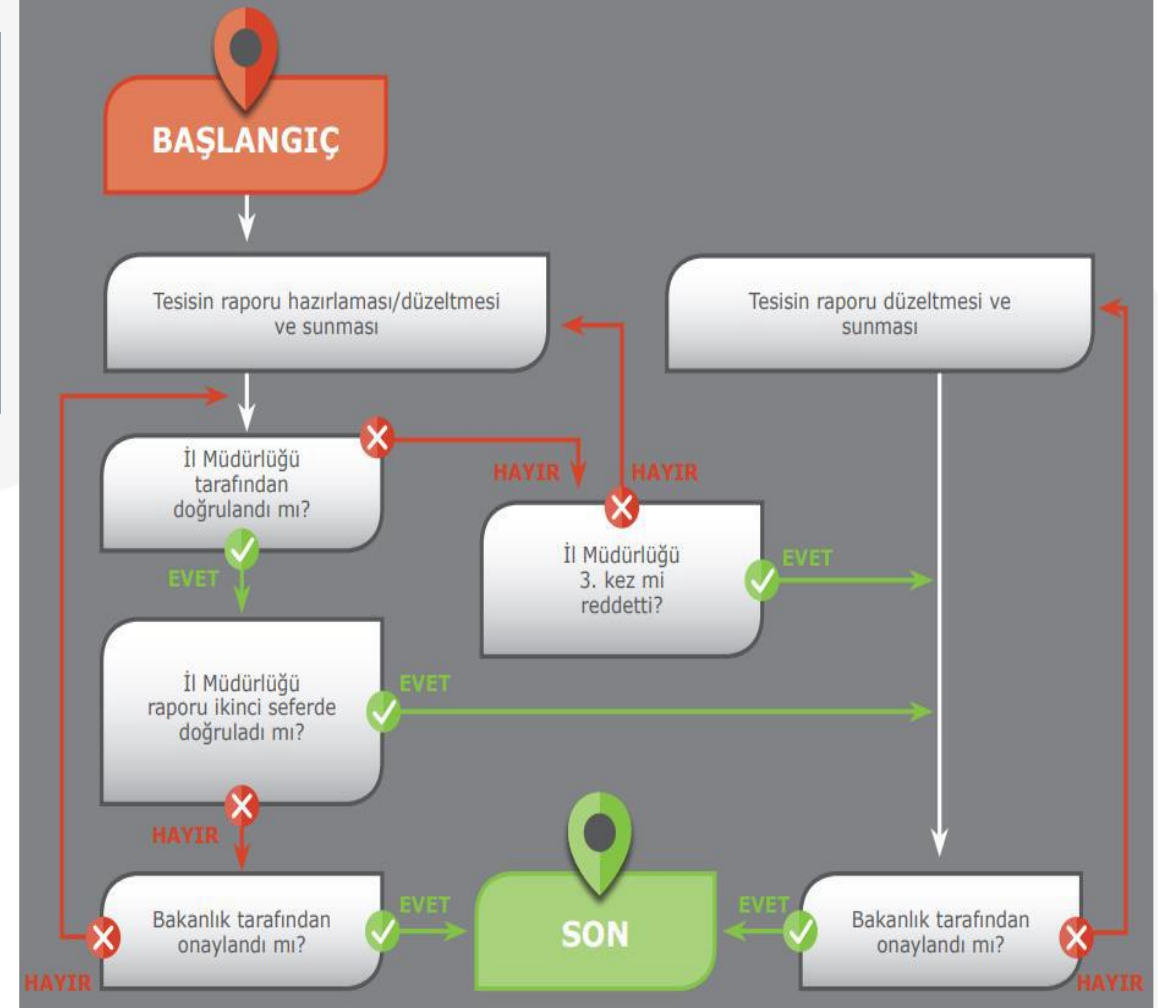 BAŞLANGIÇ
Tesisin raporu hazırlaması/düzeltmesi
ve sunması
Tesisin raporu düzeltmesi ve
sunması
İl Müdürlüğü
tarafından
doğrulandı mı?
HAYIR
HAYIR
EVET
İl Müdürlüğü
3. kez mi
reddetti?
EVET
İl Müdürlüğü
raporu ikinci seferde
doğruladı mı?
EVET
HAYIR
Bakanlık tarafından
onaylandı mı?
EVET
HAYIR
SON
EVET
Bakanlık tarafından
onaylandı mı?
HAYIR